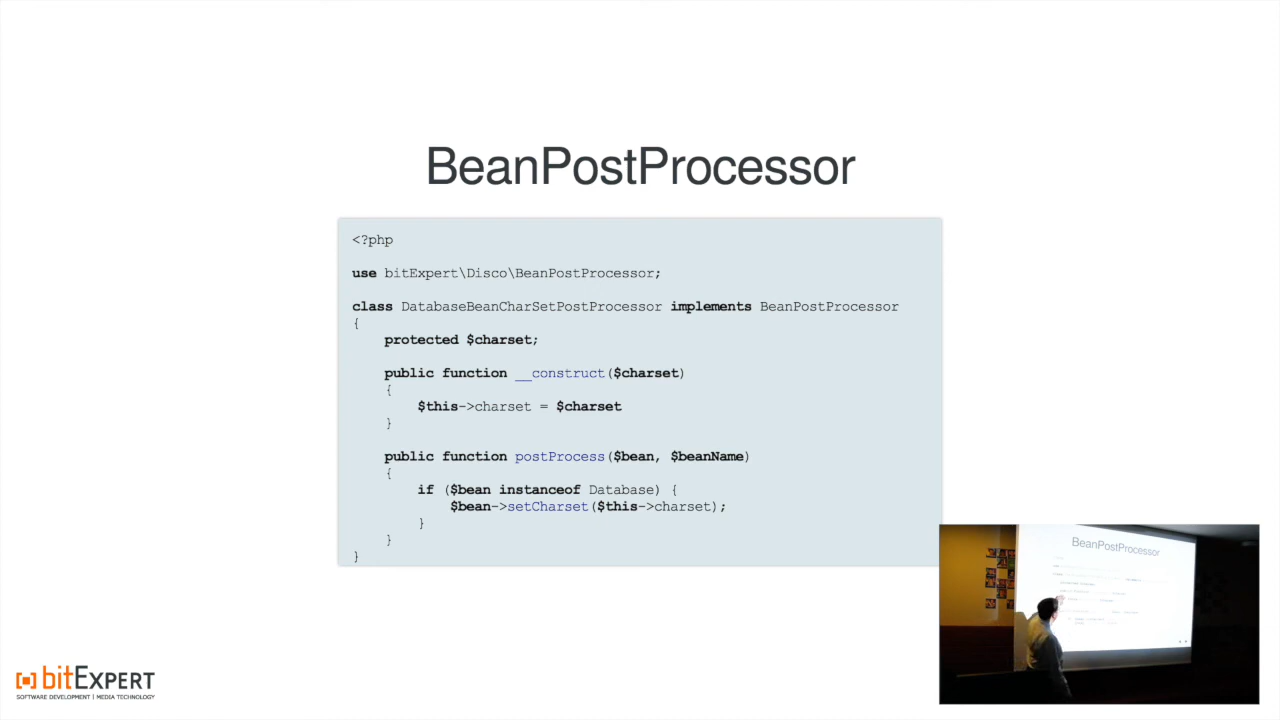 BeanPostProcessor
<?php
use bitExpert\Disco\BeanPostProcessor;
class DatabaseBeanCharSetPostProcessor implements BeanPostProcessor
{
protected $charset;
public function __construct($charset)
{
$this->charset = $charset
}
public function postProcess($bean, $beanName)
{
if ($bean instanceof Database) {
$bean->setCharset($this->charset);
}
}
}
BeanPostProcessor
bitExpert
SOFTWARE DEVELOPMENT | MEDIA TECHNOLOGY